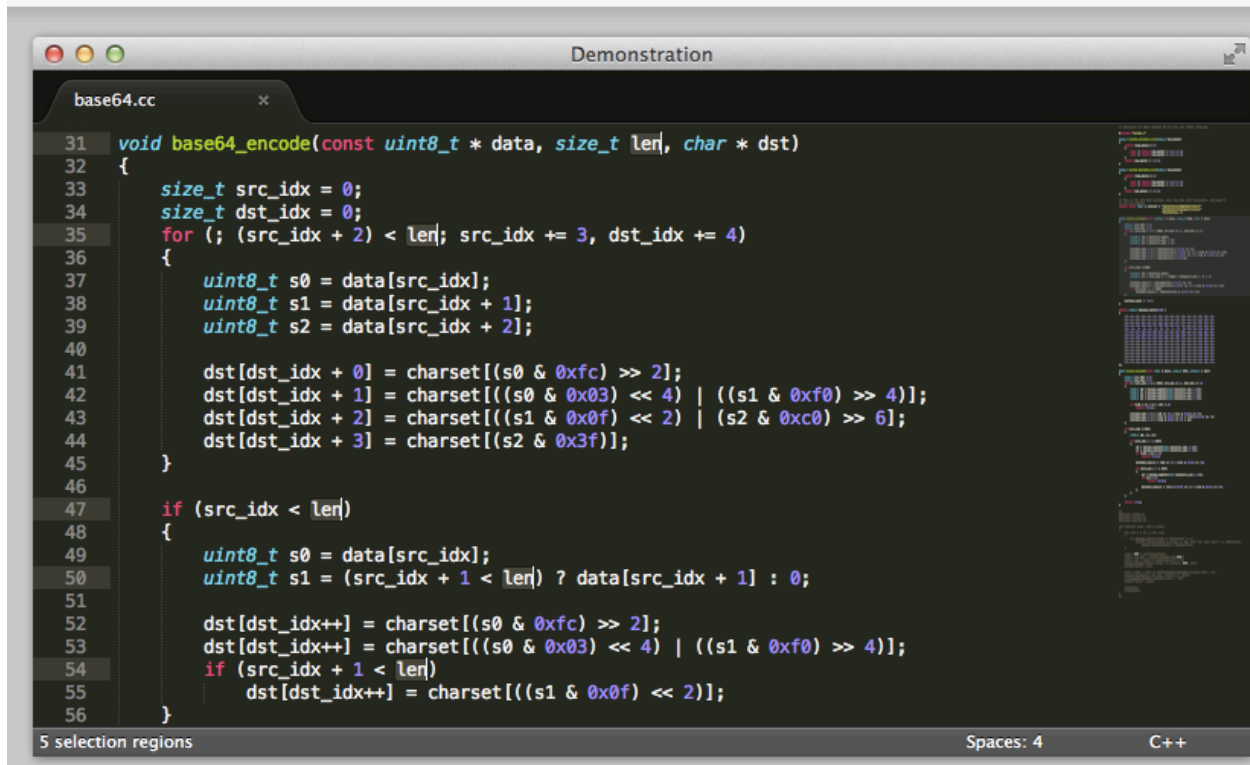 Demonstration
base64.cc ×
31 void base64_encode(const uint8_t * data, size_t len, char * dst)
32 {
33     size_t src_idx = 0;
34     size_t dst_idx = 0;
35     for (; (src_idx + 2) < len; src_idx += 3, dst_idx += 4)
36     {
37         uint8_t s0 = data[src_idx];
38         uint8_t s1 = data[src_idx + 1];
39         uint8_t s2 = data[src_idx + 2];
40
41         dst[dst_idx + 0] = charset[(s0 & 0xfc) >> 2];
42         dst[dst_idx + 1] = charset[((s0 & 0x03) << 4) | ((s1 & 0xf0) >> 4)];
43         dst[dst_idx + 2] = charset[((s1 & 0x0f) << 2) | (s2 & 0xc0) >> 6];
44         dst[dst_idx + 3] = charset[(s2 & 0x3f)];
45     }
46
47     if (src_idx < len)
48     {
49         uint8_t s0 = data[src_idx];
50         uint8_t s1 = (src_idx + 1 < len) ? data[src_idx + 1] : 0;
51
52         dst[dst_idx++] = charset[(s0 & 0xfc) >> 2];
53         dst[dst_idx++] = charset[((s0 & 0x03) << 4) | ((s1 & 0xf0) >> 4)];
54         if (src_idx + 1 < len)
55             dst[dst_idx++] = charset[((s1 & 0x0f) << 2)];
56     }
5 selection regions Spaces: 4 C++